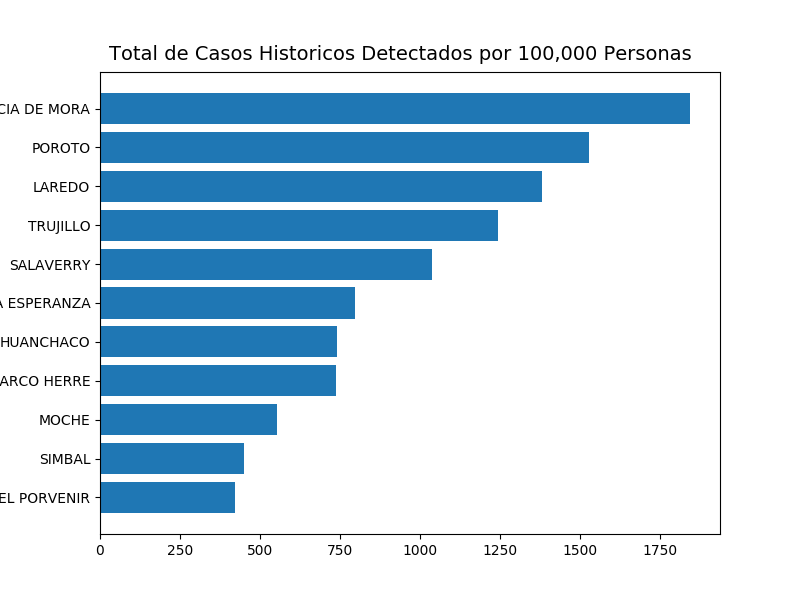 Total de Casos Historicos Detectados por 100,000 Personas
CIA DE MORA
POROTO
LAREDO
TRUJILLO
SALAVERRY
A ESPERANZA
HUANCHACO
ARCO HERRE
MOCHE
SIMBAL
EL PORVENIR
0 250 500 750 1000 1250 1500 1750